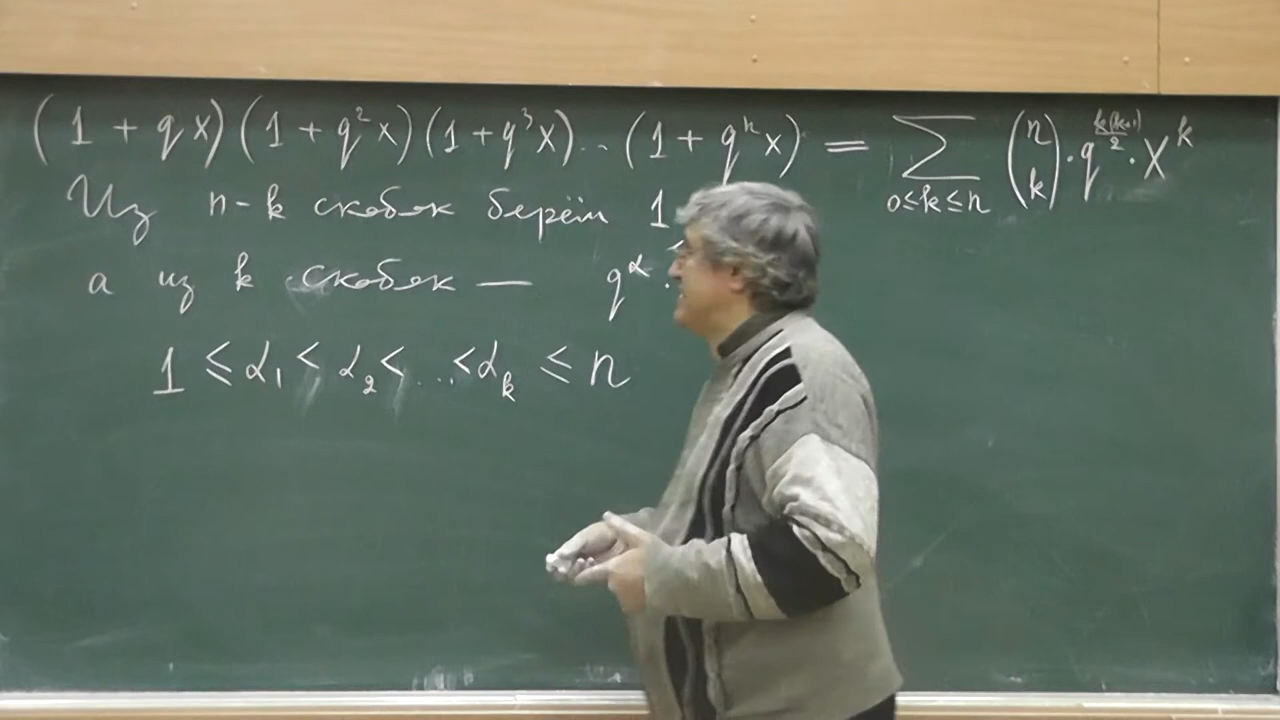 (1 + qx)(1 + q²x)(1 + q³x)...(1 + qⁿx) = ∑_{0≤k≤n} (n k) · q^{k(k+1)/2} · x^k
Из n-k скобок берём 1
а из k скобок — q^α ·
1 ≤ α₁ < α₂ < ... < α_k ≤ n